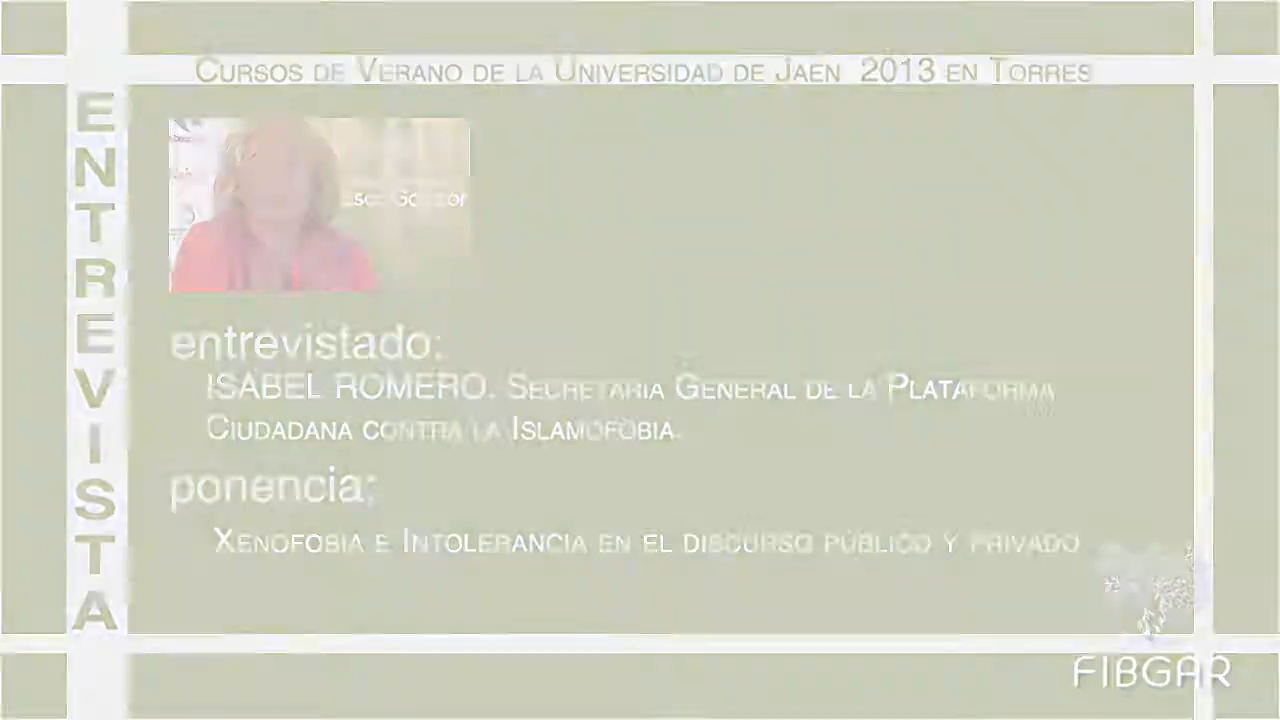 CURSOS DE VERANO DE LA UNIVERSIDAD DE JAEN 2013 EN TORRES
ENTREVISTA
entrevistado:
ISABEL ROMERO. SECRETARIA GENERAL DE LA PLATAFORMA
CIUDADANA CONTRA LA ISLAMOFOBIA.
ponencia:
XENOFOBIA E INTOLERANCIA EN EL DISCURSO PÚBLICO Y PRIVADO
FIBGAR